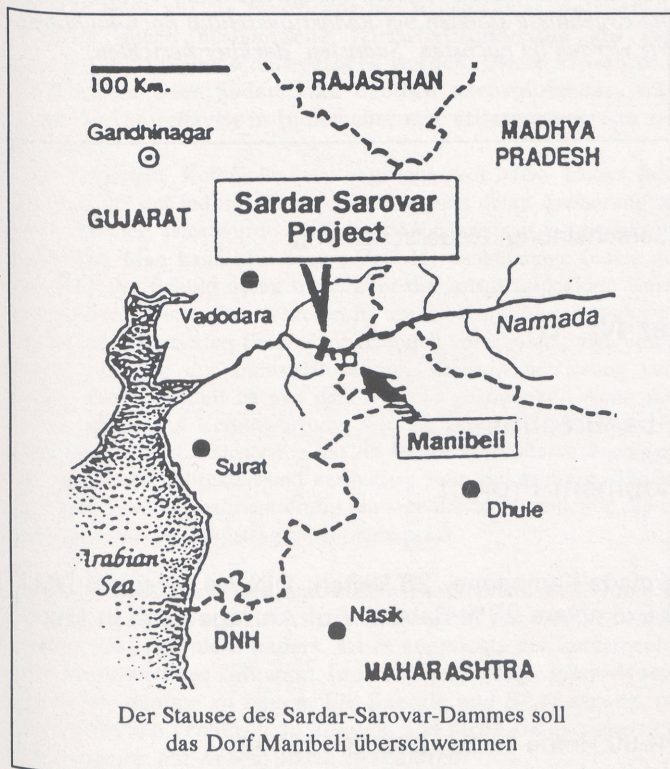 100 Km.
RAJASTHAN
Gandhinagar
MADHYA
PRADESH
GUJARAT
Sardar Sarovar
Project
Vadodara
Narmada
Manibeli
Surat
Dhule
Arabian
Sea
DNH
Nasik
MAHARASHTRA
Der Stausee des Sardar-Sarovar-Dammes soll
das Dorf Manibeli überschwemmen